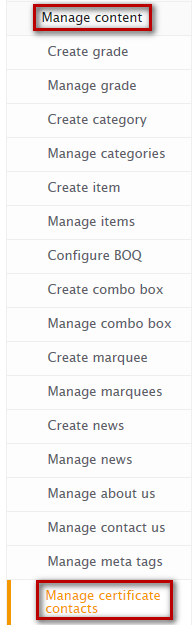 Manage content
Create grade
Manage grade
Create category
Manage categories
Create item
Manage items
Configure BOQ
Create combo box
Manage combo box
Create marquee
Manage marquees
Create news
Manage news
Manage about us
Manage contact us
Manage meta tags
Manage certificate
contacts